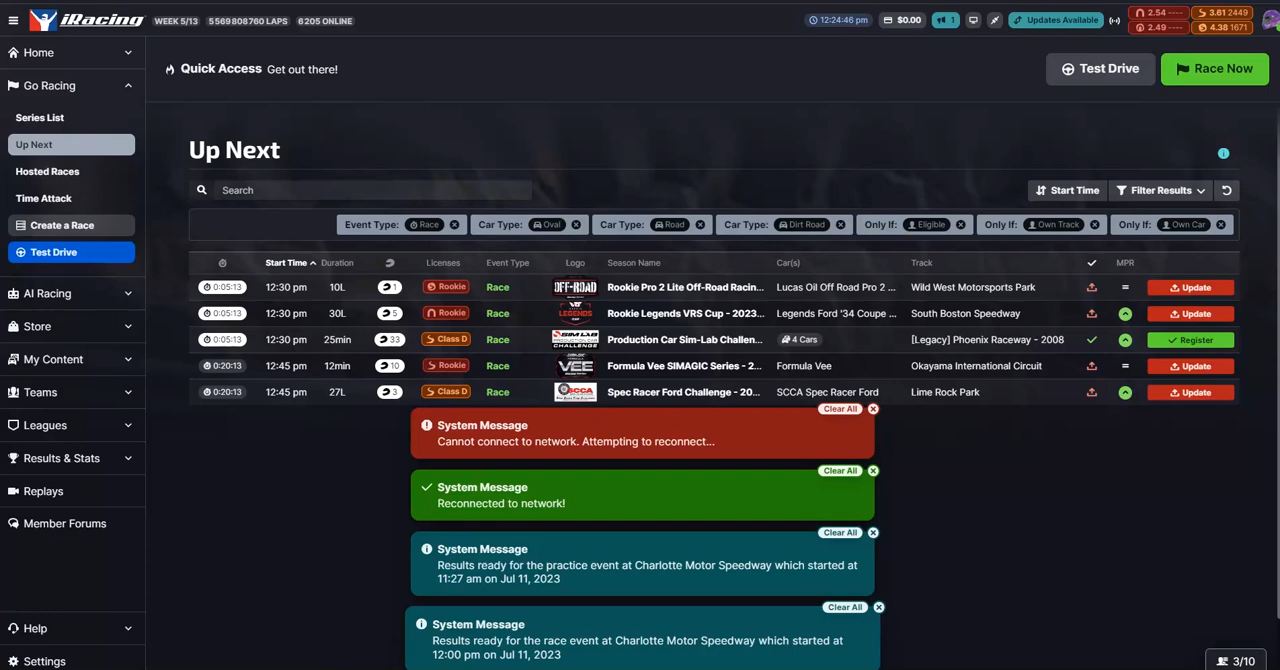 iRacing
WEEK 5/13 5569808760 LAPS 6205 ONLINE
12:24:46 pm $0.00 1 Updates Available
2.54 ---- 3.61 2449
2.49 ---- 4.38 1671
Home
Go Racing
Series List
Up Next
Hosted Races
Time Attack
Create a Race
Test Drive
AI Racing
Store
My Content
Teams
Leagues
Results & Stats
Replays
Member Forums
Help
Settings
Quick Access Get out there!
Test Drive Race Now
Up Next
Search
Start Time Filter Results
Event Type: Race Car Type: Oval Car Type: Road Car Type: Dirt Road Only If: Eligible Only If: Own Track Only If: Own Car
Start Time Duration Licenses Event Type Logo Season Name Car(s) Track MPR
0:05:13 12:30 pm 10L 1 Rookie Race OFF-ROAD Rookie Pro 2 Lite Off-Road Racin... Lucas Oil Off Road Pro 2 ... Wild West Motorsports Park = Update
0:05:13 12:30 pm 30L 5 Rookie Race LEGENDS Rookie Legends VRS Cup - 2023... Legends Ford '34 Coupe ... South Boston Speedway Update
0:05:13 12:30 pm 25min 33 Class D Race SIM LAB PRODUCTION CAR CHALLENGE Production Car Sim-Lab Challen... 4 Cars [Legacy] Phoenix Raceway - 2008 Register
0:20:13 12:45 pm 12min 10 Rookie Race VEE Formula Vee SIMAGIC Series - 2... Formula Vee Okayama International Circuit = Update
0:20:13 12:45 pm 27L 3 Class D Race SCCA Spec Racer Ford Challenge - 20... SCCA Spec Racer Ford Lime Rock Park Update
Clear All
System Message
Cannot connect to network. Attempting to reconnect...
Clear All
System Message
Reconnected to network!
Clear All
System Message
Results ready for the practice event at Charlotte Motor Speedway which started at
11:27 am on Jul 11, 2023
Clear All
System Message
Results ready for the race event at Charlotte Motor Speedway which started at
12:00 pm on Jul 11, 2023
3/10